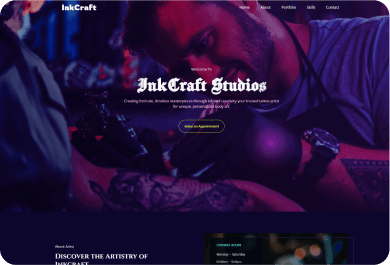 InkCraft
Home About Portfolio Skills Contact
Welcome To
InkCraft Studios
Creating intricate, timeless masterpieces through ink and creativity your trusted tattoo artist
for unique, personalized body art.
Make an Appointment
About Artist
Discover the Artistry of
Inkcraft
OPENING HOURS
Monday - Saturday